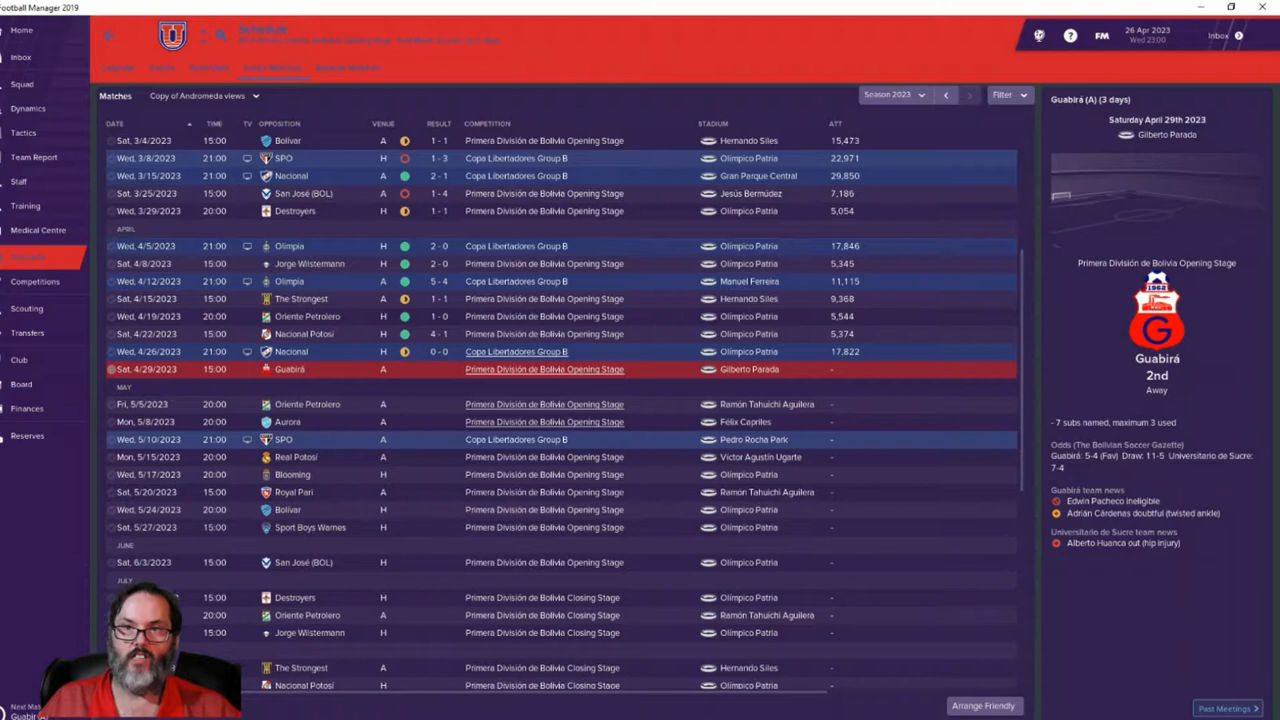 Football Manager 2019
Home
Inbox
Squad
Dynamics
Tactics
Team Report
Staff
Training
Medical Centre
Competitions
Scouting
Transfers
Club
Board
Finances
Reserves
Schedule
26 Apr 2023
Wed 23:00
Inbox
FM
Matches Copy of Andromeda views
Season 2023 Filter
DATE TIME TV OPPOSITION VENUE RESULT COMPETITION STADIUM ATT
Sat, 3/4/2023 15:00 Bolívar A 1 - 1 Primera División de Bolivia Opening Stage Hernando Siles 15,473
Wed, 3/8/2023 21:00 SPO H 1 - 3 Copa Libertadores Group B Olímpico Patria 22,971
Wed, 3/15/2023 21:00 Nacional A 2 - 1 Copa Libertadores Group B Gran Parque Central 29,850
Sat, 3/25/2023 15:00 San José (BOL) A 1 - 4 Primera División de Bolivia Opening Stage Jesús Bermúdez 7,186
Wed, 3/29/2023 20:00 Destroyers H 1 - 1 Primera División de Bolivia Opening Stage Olímpico Patria 5,054
APRIL
Wed, 4/5/2023 21:00 Olimpia H 2 - 0 Copa Libertadores Group B Olímpico Patria 17,846
Sat, 4/8/2023 15:00 Jorge Wilstermann H 2 - 0 Primera División de Bolivia Opening Stage Olímpico Patria 5,345
Wed, 4/12/2023 21:00 Olimpia A 5 - 4 Copa Libertadores Group B Manuel Ferreira 11,115
Sat, 4/15/2023 15:00 The Strongest A 1 - 1 Primera División de Bolivia Opening Stage Hernando Siles 9,368
Wed, 4/19/2023 20:00 Oriente Petrolero H 1 - 0 Primera División de Bolivia Opening Stage Olímpico Patria 5,544
Sat, 4/22/2023 15:00 Nacional Potosí H 4 - 1 Primera División de Bolivia Opening Stage Olímpico Patria 5,374
Wed, 4/26/2023 21:00 Nacional H 0 - 0 Copa Libertadores Group B Olímpico Patria 17,822
Sat, 4/29/2023 15:00 Guabirá A Primera División de Bolivia Opening Stage Gilberto Parada -
MAY
Fri, 5/5/2023 20:00 Oriente Petrolero A Primera División de Bolivia Opening Stage Ramón Tahuichi Aguilera -
Mon, 5/8/2023 20:00 Aurora A Primera División de Bolivia Opening Stage Félix Capriles -
Wed, 5/10/2023 21:00 SPO A Copa Libertadores Group B Pedro Rocha Park -
Mon, 5/15/2023 20:00 Real Potosí A Primera División de Bolivia Opening Stage Víctor Agustín Ugarte -
Wed, 5/17/2023 20:00 Blooming H Primera División de Bolivia Opening Stage Olímpico Patria -
Sat, 5/20/2023 15:00 Royal Pari A Primera División de Bolivia Opening Stage Ramón Tahuichi Aguilera -
Wed, 5/24/2023 20:00 Bolívar H Primera División de Bolivia Opening Stage Olímpico Patria -
Sat, 5/27/2023 15:00 Sport Boys Warnes H Primera División de Bolivia Opening Stage Olímpico Patria -
JUNE
Sat, 6/3/2023 15:00 San José (BOL) H Primera División de Bolivia Opening Stage Olímpico Patria -
JULY
15:00 Destroyers H Primera División de Bolivia Closing Stage Olímpico Patria -
20:00 Oriente Petrolero A Primera División de Bolivia Closing Stage Ramón Tahuichi Aguilera -
15:00 Jorge Wilstermann H Primera División de Bolivia Closing Stage Olímpico Patria -
The Strongest A Primera División de Bolivia Closing Stage Hernando Siles -
Nacional Potosí H Primera División de Bolivia Closing Stage Olímpico Patria -
Arrange Friendly
Next Mat
Guabirá (A)
Guabirá (A) (3 days)
Saturday April 29th 2023
Gilberto Parada
Primera División de Bolivia Opening Stage
1962
G
Guabirá
2nd
Away
- 7 subs named, maximum 3 used
Odds (The Bolivian Soccer Gazette)
Guabirá: 5-4 (Fav) Draw: 11-5 Universitario de Sucre:
7-4
Guabirá team news
Edwin Pacheco ineligible
Adrián Cárdenas doubtful (twisted ankle)
Universitario de Sucre team news
Alberto Huanca out (hip injury)
Past Meetings